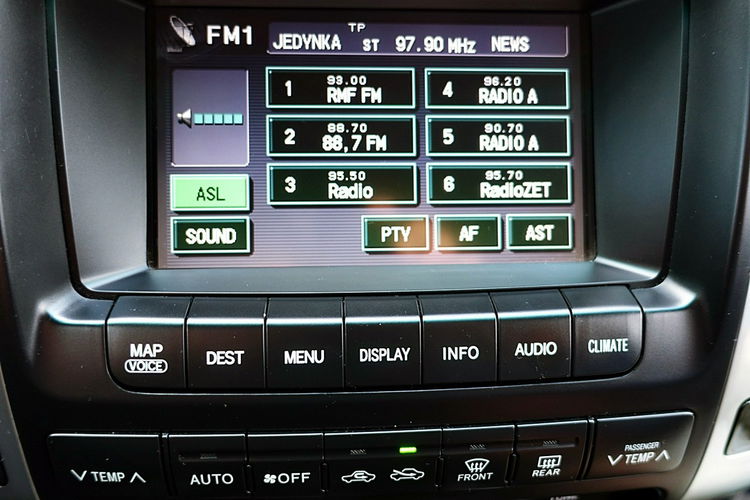 FM1
TP
JEDYNKA ST 97.90 MHz NEWS
1 93.00 RMF FM
4 96.20 RADIO A
2 88.70 88,7 FM
5 90.70 RADIO A
3 95.50 Radio
6 95.70 RadioZET
ASL
SOUND
PTY AF AST
MAP VOICE
DEST
MENU
DISPLAY
INFO
AUDIO
CLIMATE
TEMP
AUTO
OFF
FRONT
REAR
PASSENGER
TEMP